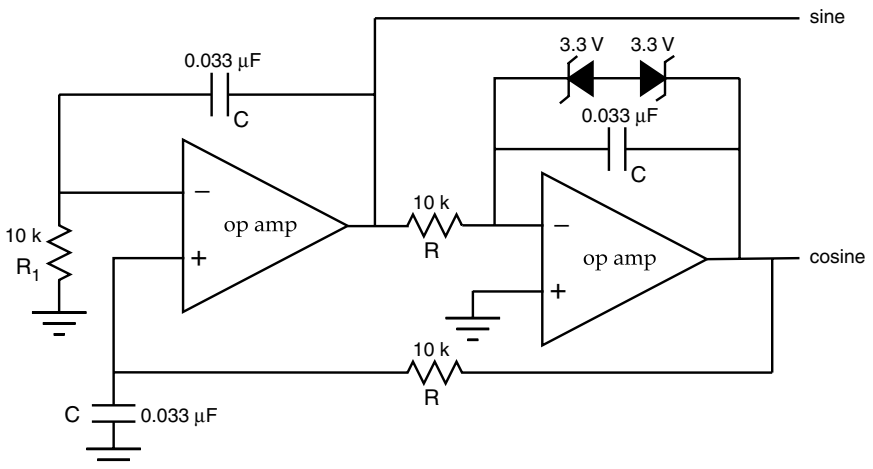 sine
3.3 V 3.3 V
0.033 µF
C
0.033 µF
C
−
op amp
+
10 k
R1
10 k
R
−
op amp
+
cosine
10 k
R
C 0.033 µF